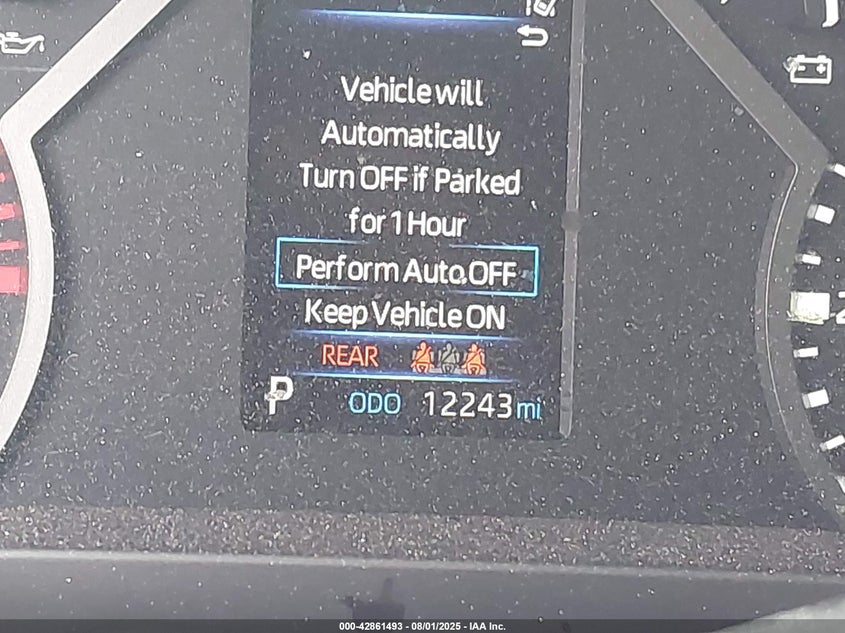 Vehicle will
Automatically
Turn OFF if Parked
for 1 Hour
Perform Auto OFF
Keep Vehicle ON
REAR
P ODO 12243 mi
000-42861493 - 08/01/2025 - IAA Inc.